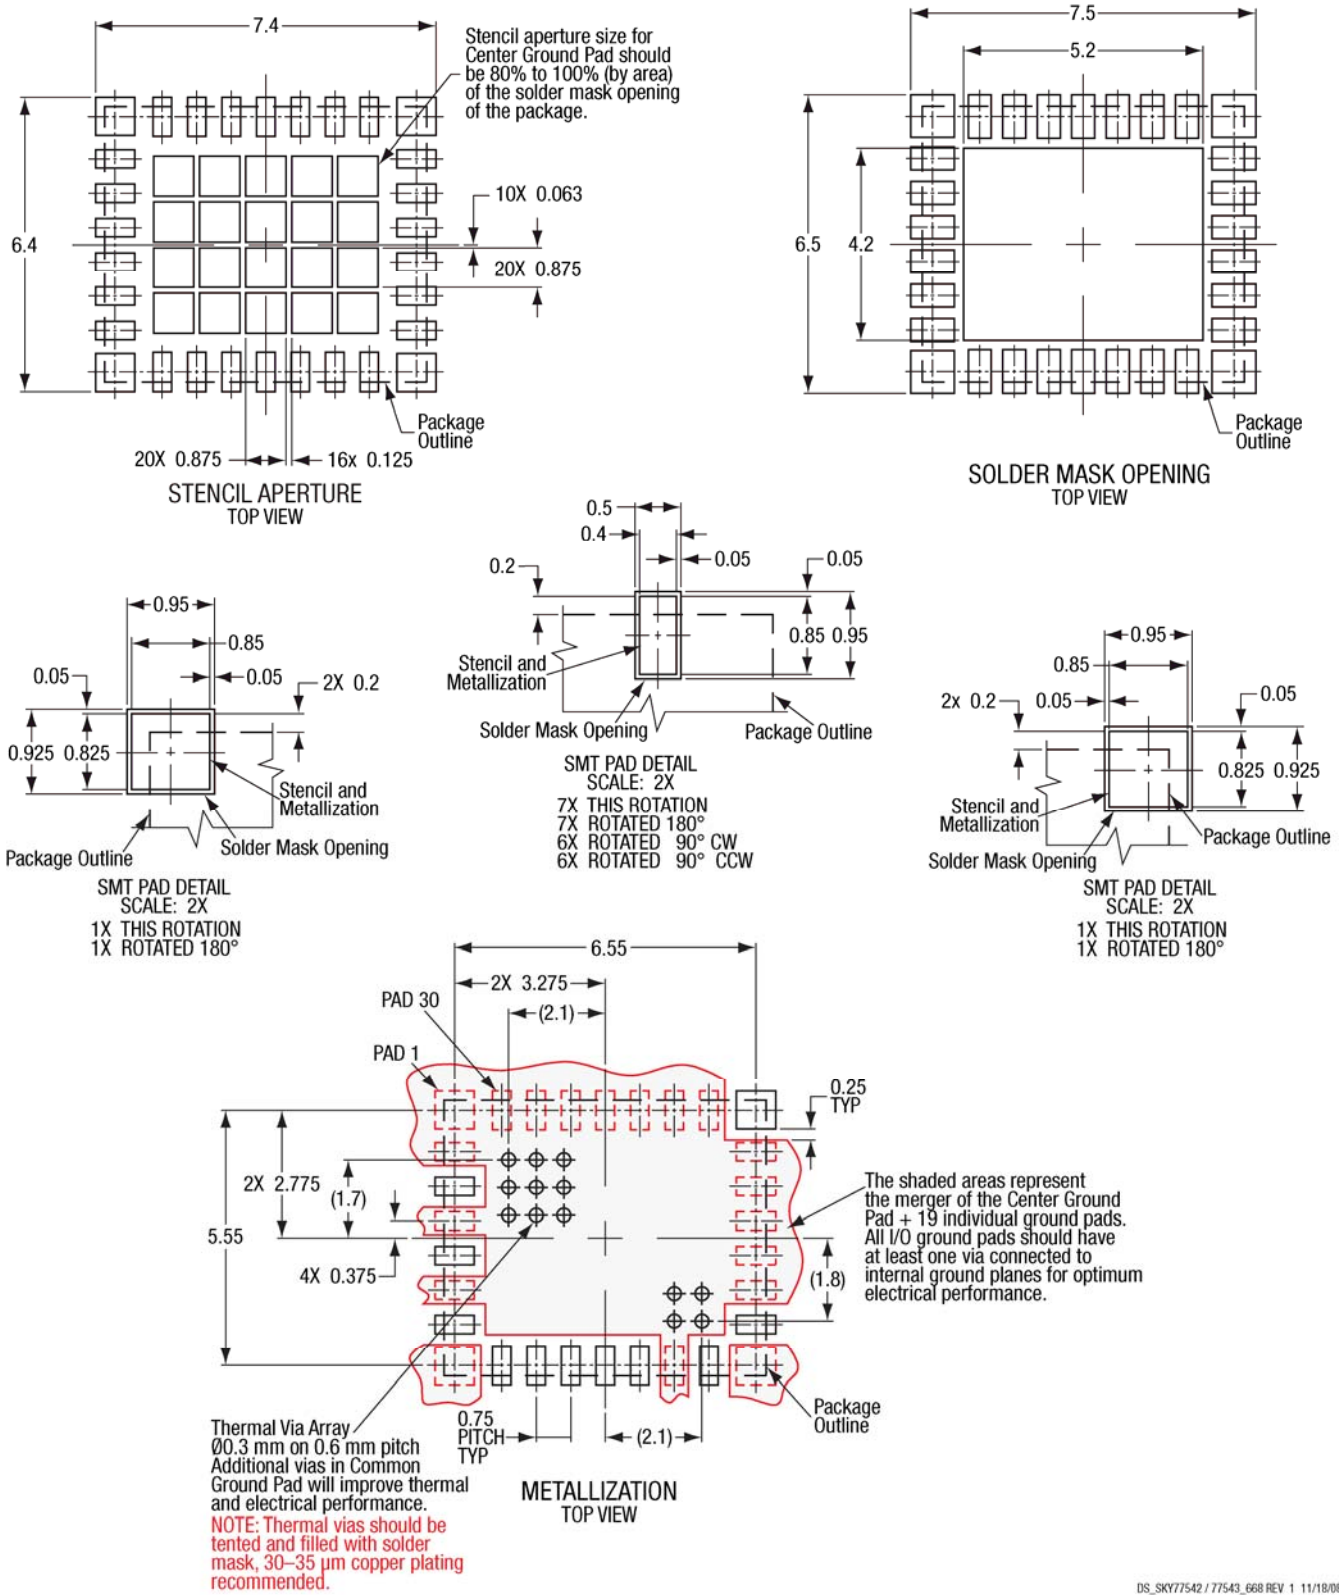 7.4
Stencil aperture size for
Center Ground Pad should
be 80% to 100% (by area)
of the solder mask opening
of the package.
10X 0.063
6.4
20X 0.875
Package
Outline
20X 0.875
16x 0.125
STENCIL APERTURE
TOP VIEW
7.5
5.2
6.5
4.2
Package
Outline
SOLDER MASK OPENING
TOP VIEW
0.95
0.85
0.05
0.05
2X 0.2
0.925
0.825
Stencil and
Metallization
Package Outline
Solder Mask Opening
SMT PAD DETAIL
SCALE: 2X
1X THIS ROTATION
1X ROTATED 180°
0.5
0.4
0.05
0.2
0.05
0.85
0.95
Stencil and
Metallization
Solder Mask Opening
Package Outline
SMT PAD DETAIL
SCALE: 2X
7X THIS ROTATION
7X ROTATED 180°
6X ROTATED 90° CW
6X ROTATED 90° CCW
0.95
0.85
2x 0.2
0.05
0.05
0.825
0.925
Stencil and
Metallization
Package Outline
Solder Mask Opening
SMT PAD DETAIL
SCALE: 2X
1X THIS ROTATION
1X ROTATED 180°
6.55
2X 3.275
PAD 30
(2.1)
PAD 1
0.25
TYP
2X 2.775
(1.7)
5.55
4X 0.375
(1.8)
The shaded areas represent
the merger of the Center Ground
Pad + 19 individual ground pads.
All I/O ground pads should have
at least one via connected to
internal ground planes for optimum
electrical performance.
Package
Outline
0.75
PITCH
TYP
(2.1)
Thermal Via Array
Ø0.3 mm on 0.6 mm pitch
Additional vias in Common
Ground Pad will improve thermal
and electrical performance.
NOTE: Thermal vias should be
tented and filled with solder
mask, 30–35 µm copper plating
recommended.
METALLIZATION
TOP VIEW
DS_SKY77542 / 77543_668 REV 1